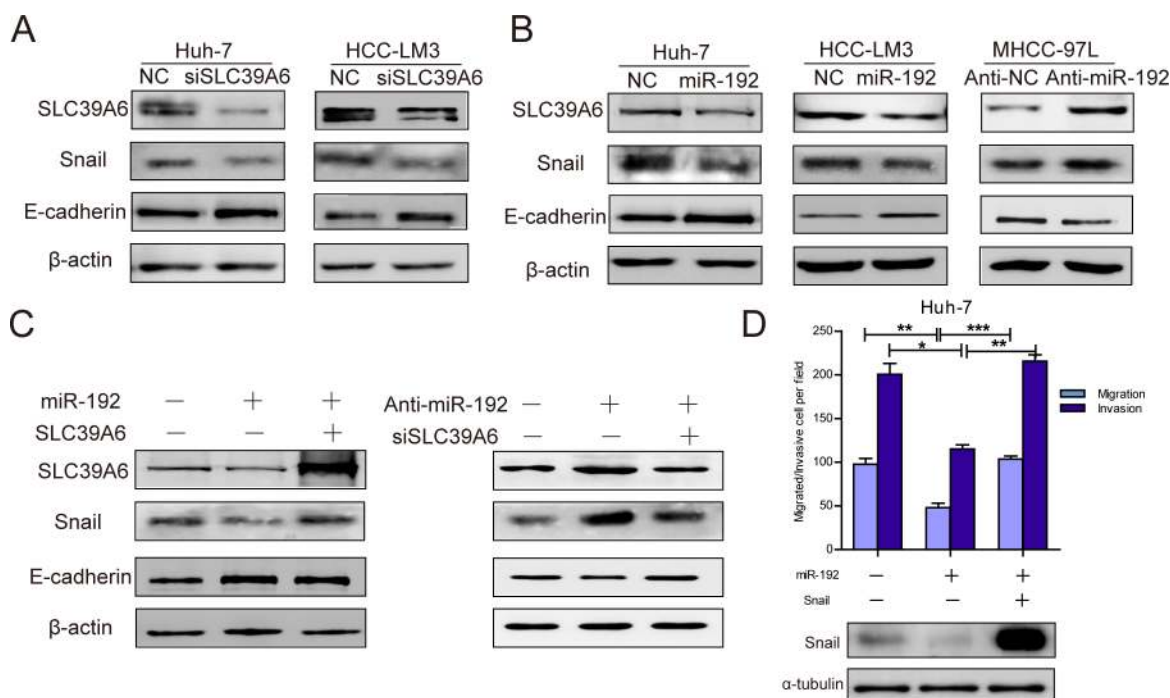 A
Huh-7
NC siSLC39A6
HCC-LM3
NC siSLC39A6
SLC39A6
Snail
E-cadherin
β-actin
B
Huh-7
NC miR-192
HCC-LM3
NC miR-192
MHCC-97L
Anti-NC Anti-miR-192
SLC39A6
Snail
E-cadherin
β-actin
C
miR-192 — + +
SLC39A6 — — +
SLC39A6
Snail
E-cadherin
β-actin
Anti-miR-192 — + +
siSLC39A6 — — +
D
Huh-7
** ***
* **
Migrated/Invasive cell per field
250
200
150
100
50
0
Migration
Invasion
miR-192 — + +
Snail — — +
Snail
α-tubulin